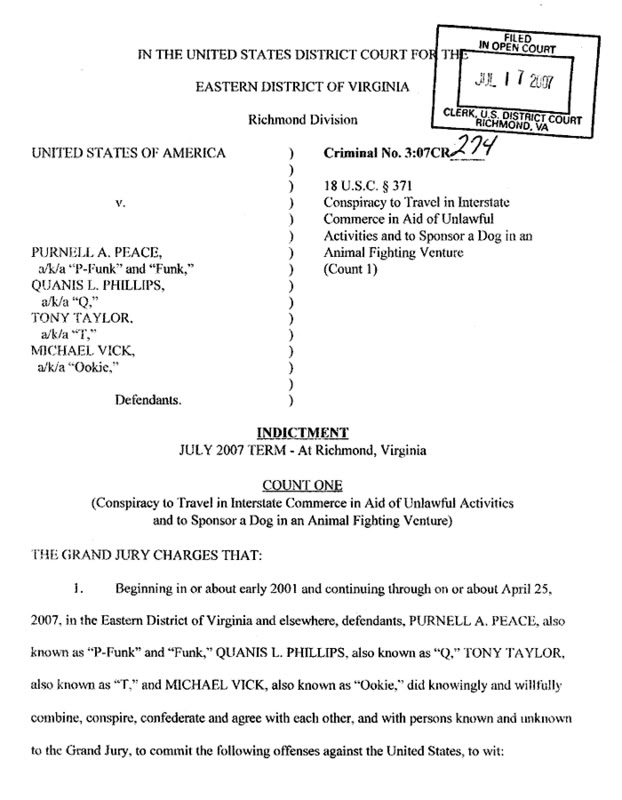 FILED
IN OPEN COURT
JUL 17 2007
CLERK, U.S. DISTRICT COURT
RICHMOND, VA
IN THE UNITED STATES DISTRICT COURT FOR THE
EASTERN DISTRICT OF VIRGINIA
Richmond Division
UNITED STATES OF AMERICA ) Criminal No. 3:07CR 274
)
) 18 U.S.C. § 371
v. ) Conspiracy to Travel in Interstate
) Commerce in Aid of Unlawful
) Activities and to Sponsor a Dog in an
PURNELL A. PEACE, ) Animal Fighting Venture
a/k/a “P-Funk” and “Funk,” ) (Count 1)
QUANIS L. PHILLIPS, )
a/k/a “Q,” )
TONY TAYLOR, )
a/k/a “T,” )
MICHAEL VICK, )
a/k/a “Ookie,” )
)
Defendants. )
INDICTMENT
JULY 2007 TERM - At Richmond, Virginia
COUNT ONE
(Conspiracy to Travel in Interstate Commerce in Aid of Unlawful Activities
and to Sponsor a Dog in an Animal Fighting Venture)
THE GRAND JURY CHARGES THAT:
1. Beginning in or about early 2001 and continuing through on or about April 25,
2007, in the Eastern District of Virginia and elsewhere, defendants, PURNELL A. PEACE, also
known as “P-Funk” and “Funk,” QUANIS L. PHILLIPS, also known as “Q,” TONY TAYLOR,
also known as “T,” and MICHAEL VICK, also known as “Ookie,” did knowingly and willfully
combine, conspire, confederate and agree with each other, and with persons known and unknown
to the Grand Jury, to commit the following offenses against the United States, to wit: